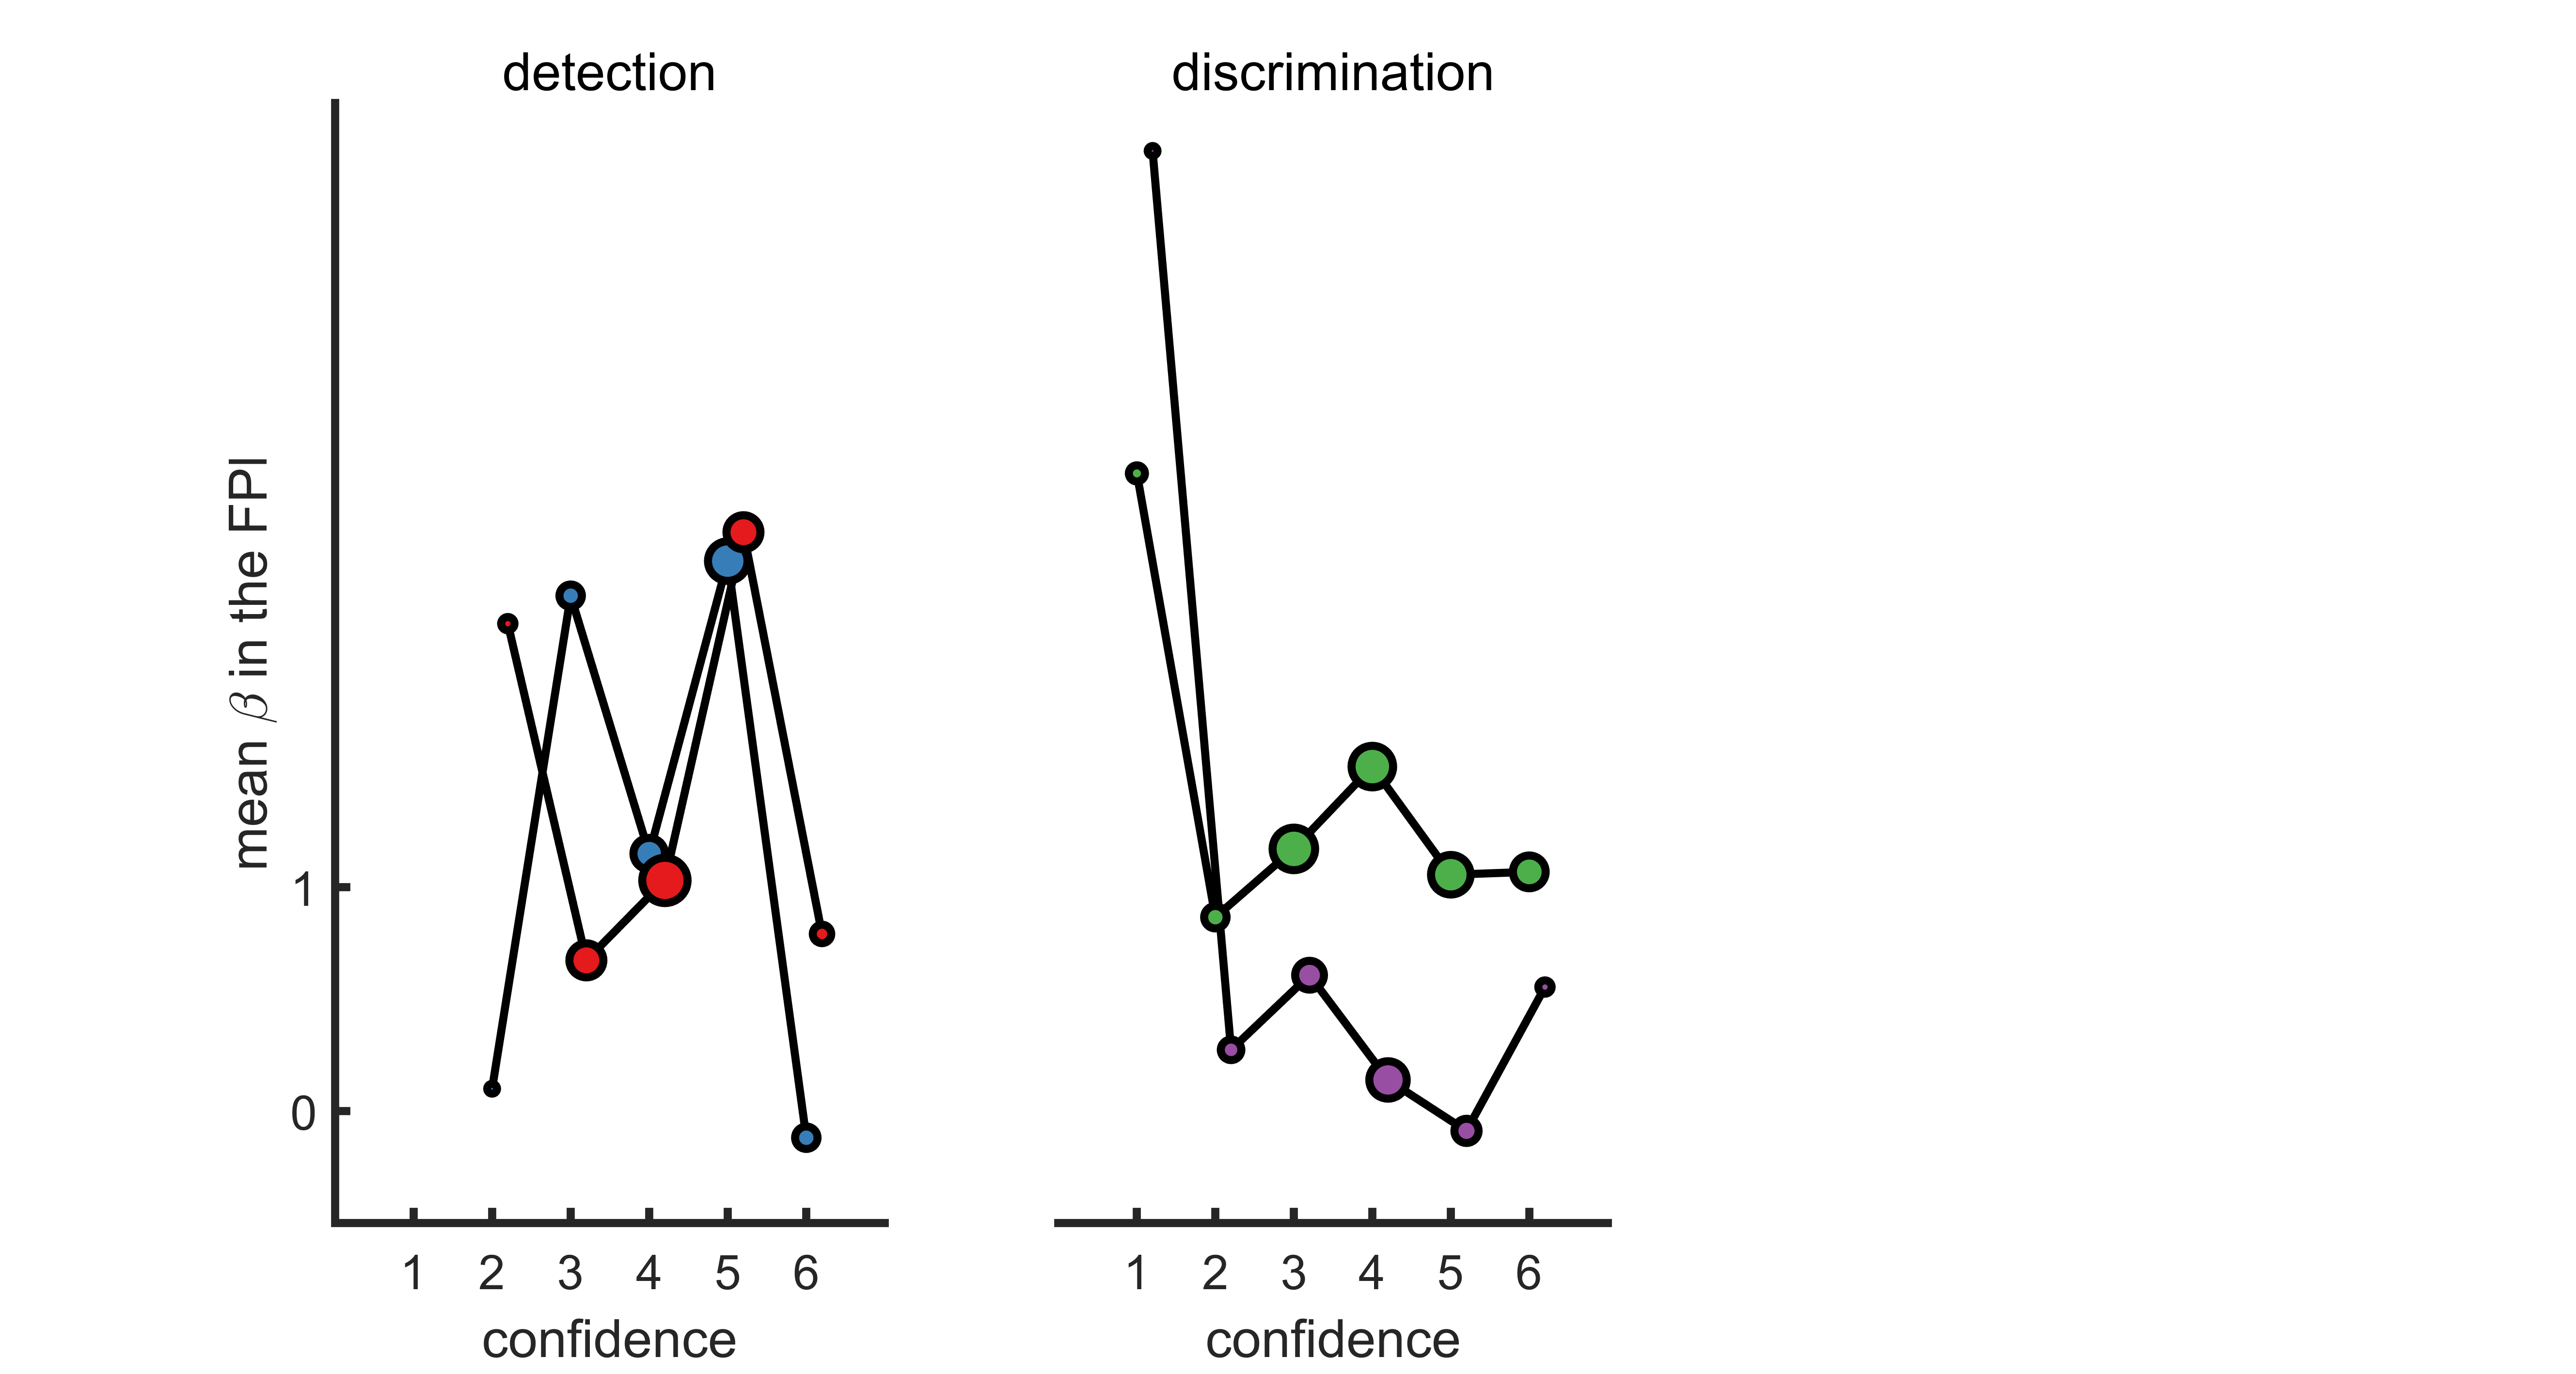 detection
discrimination
mean β in the FPI
1
0
1 2 3 4 5 6
1 2 3 4 5 6
confidence
confidence